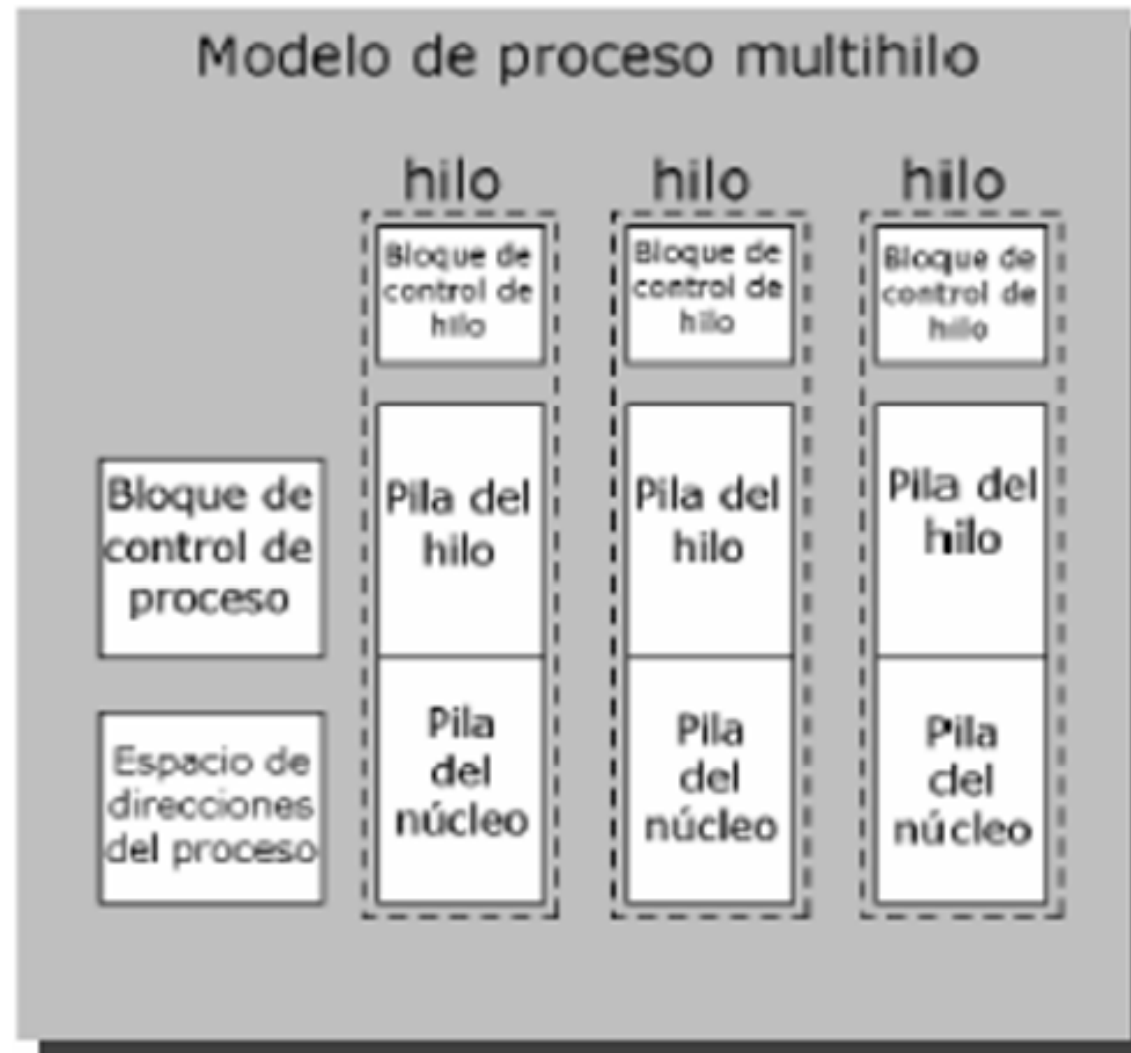 Modelo de proceso multihilo
hilo
hilo
hilo
Bloque de
control de
hilo
Bloque de
control de
hilo
Bloque de
control de
hilo
Bloque de
control de
proceso
Pila del
hilo
Pila del
hilo
Pila del
hilo
Espacio de
direcciones
del proceso
Pila
del
núcleo
Pila
del
núcleo
Pila
del
núcleo